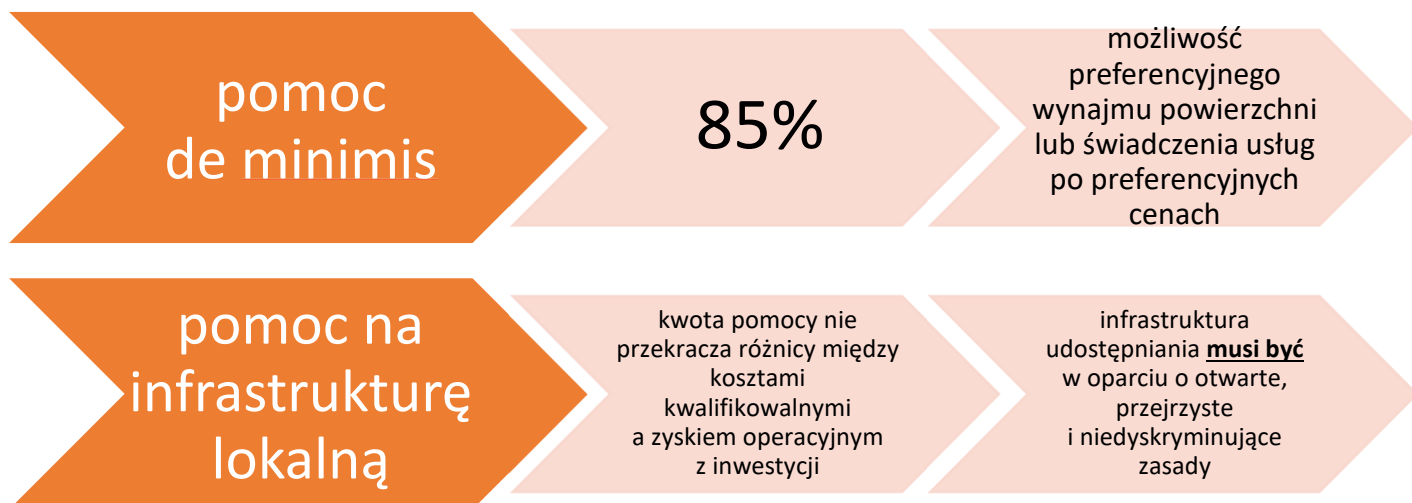 pomoc
de minimis
85%
możliwość
preferencyjnego
wynajmu powierzchni
lub świadczenia usług
po preferencyjnych
cenach
pomoc na
infrastrukturę
lokalną
kwota pomocy nie
przekracza różnicy między
kosztami
kwalifikowalnymi
a zyskiem operacyjnym
z inwestycji
infrastruktura
udostępniania musi być
w oparciu o otwarte,
przejrzyste
i niedyskryminujące
zasady